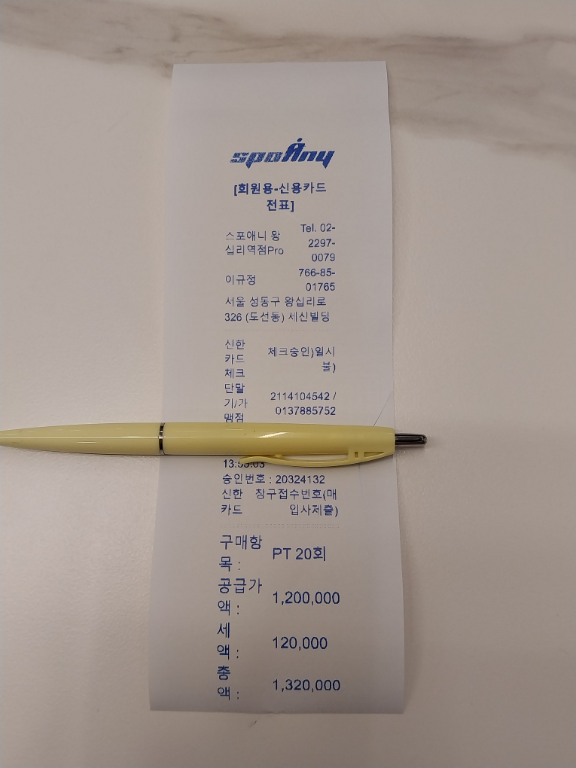 spoAny
[회원용-신용카드
전표]
스포애니 왕 Tel. 02-
십리역점Pro 2297-
0079
이규정 766-85-
01765
서울 성동구 왕십리로
326 (도선동) 세신빌딩
신한
카드 체크승인)일시
체크 불)
단말 2114104542 /
기/가 0137885752
맹점
승인번호 : 20324132
신한 청구접수번호(매
카드 입사제출)
구매항
목 : PT 20회
공급가
액 : 1,200,000
세
액 : 120,000
총
액 : 1,320,000